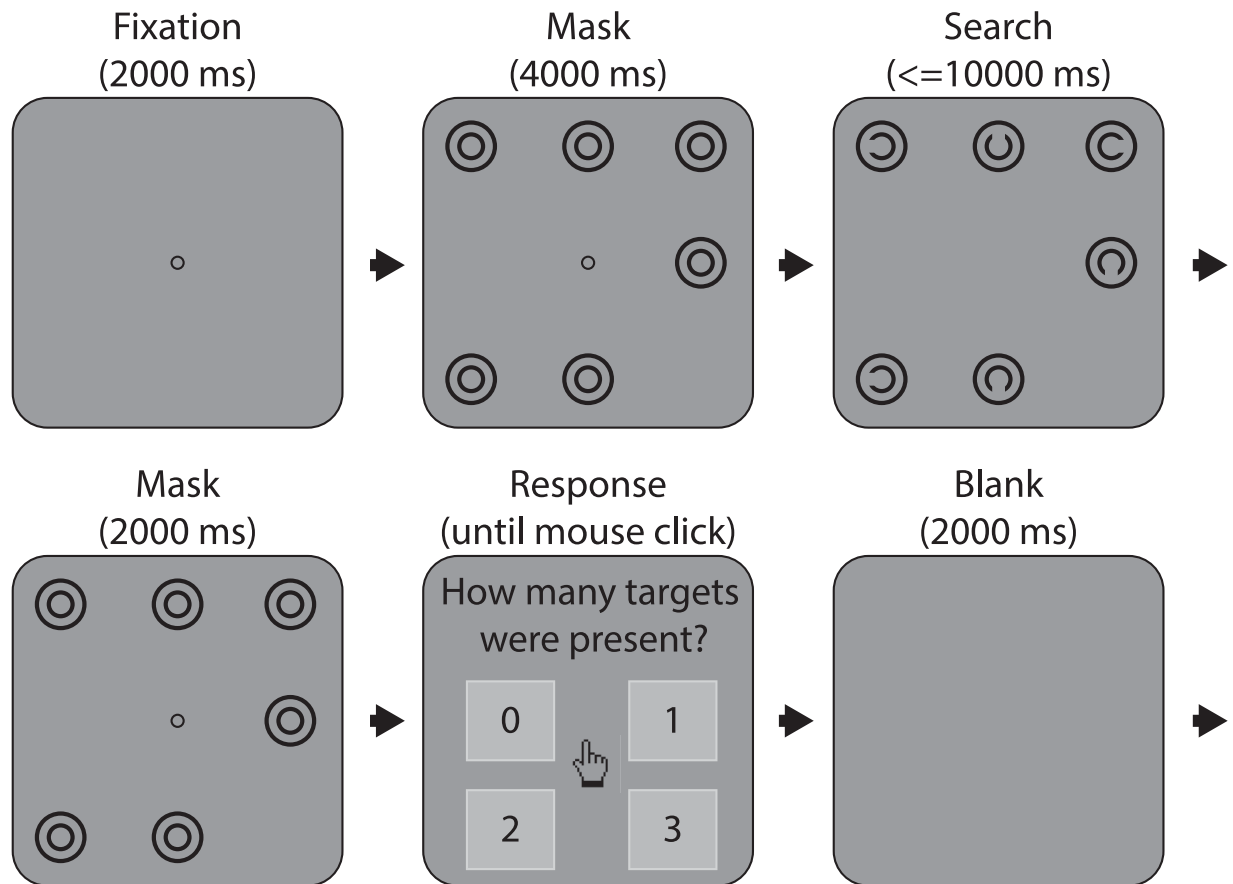 Fixation
(2000 ms)
Mask
(4000 ms)
Search
(<=10000 ms)
Mask
(2000 ms)
Response
(until mouse click)
How many targets
were present?
0
1
2
3
Blank
(2000 ms)